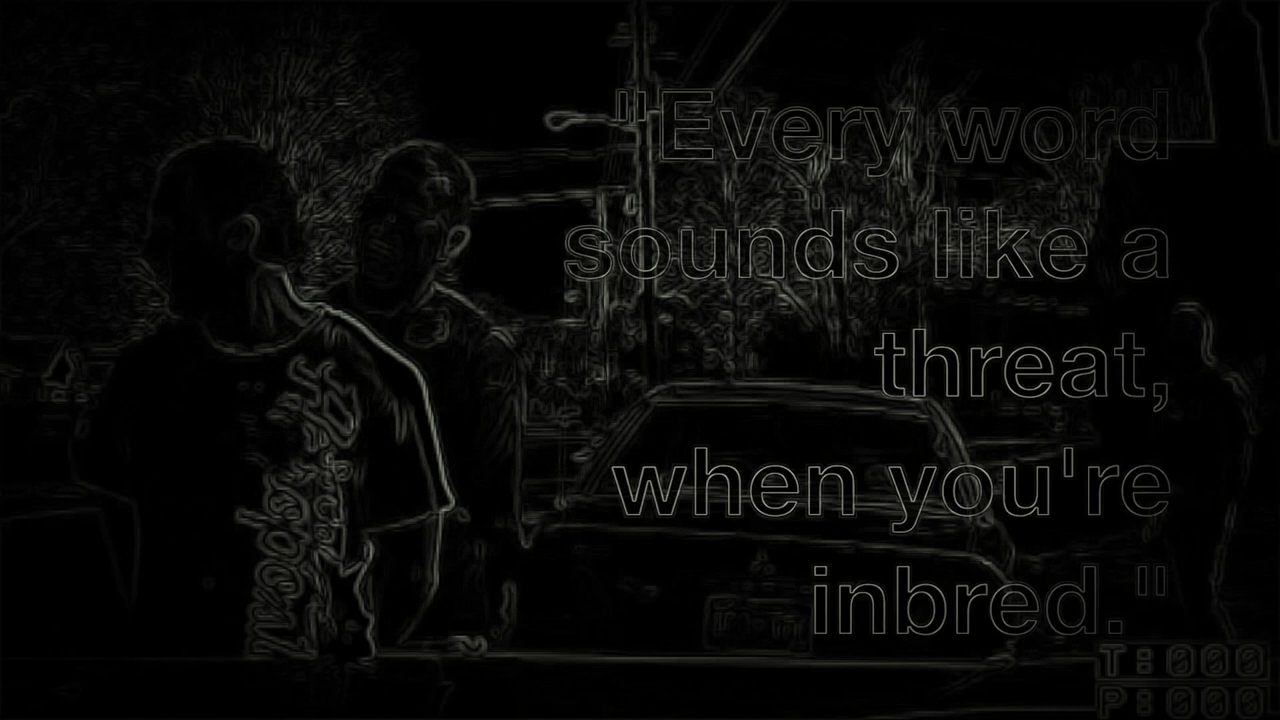 "Every word
sounds like a
threat,
when you're
inbred."
T:000
P:000